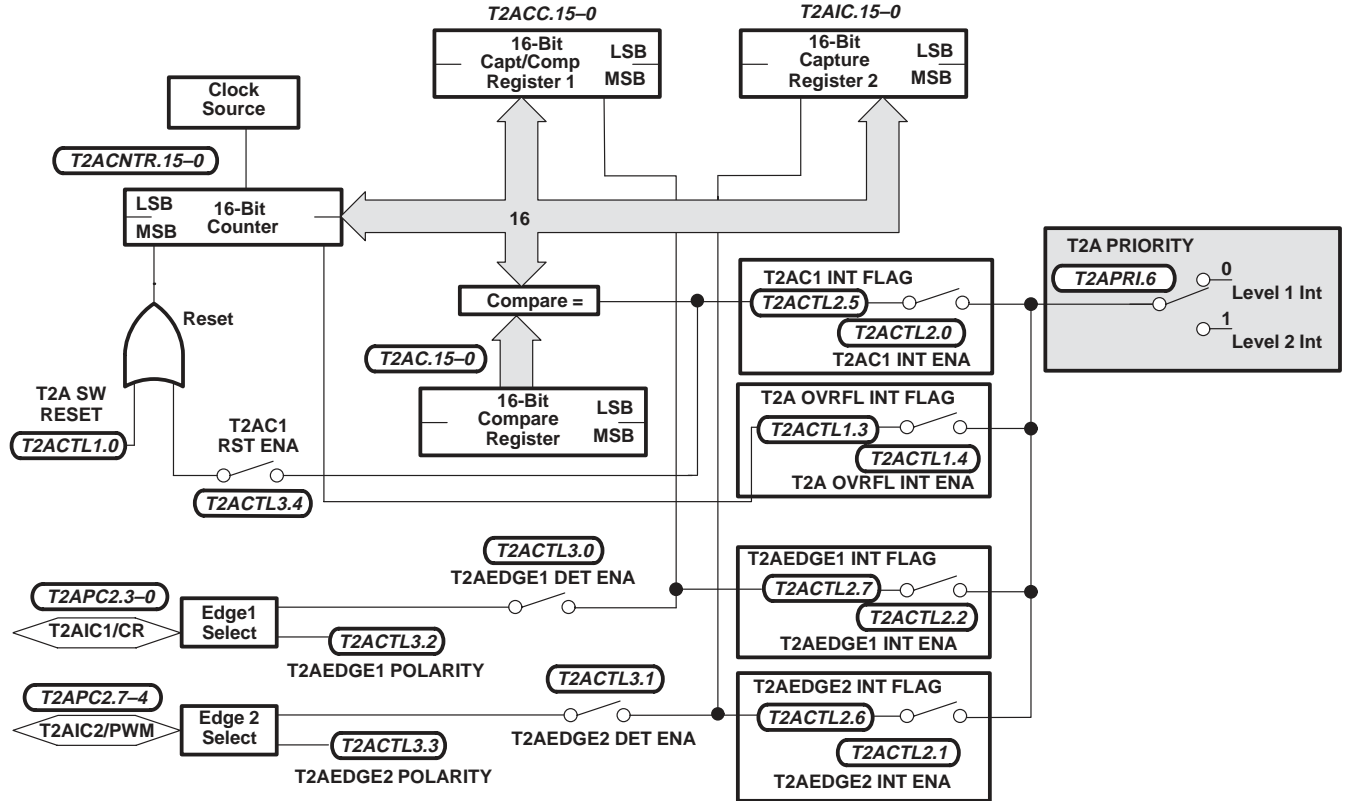 T2ACC.15–0
T2AIC.15–0
16-Bit
Capt/Comp
Register 1
LSB
MSB
16-Bit
Capture
Register 2
LSB
MSB
Clock
Source
T2ACNTR.15–0
LSB
MSB
16-Bit
Counter
16
Reset
Compare =
T2AC.15–0
16-Bit
Compare
Register
LSB
MSB
T2A SW
RESET
T2ACTL1.0
T2AC1
RST ENA
T2ACTL3.4
T2AC1 INT FLAG
T2ACTL2.5
T2ACTL2.0
T2AC1 INT ENA
T2A PRIORITY
T2APRI.6
0
Level 1 Int
1
Level 2 Int
T2A OVRFL INT FLAG
T2ACTL1.3
T2ACTL1.4
T2A OVRFL INT ENA
T2ACTL3.0
T2AEDGE1 DET ENA
T2APC2.3–0
T2AIC1/CR
Edge1
Select
T2ACTL3.2
T2AEDGE1 POLARITY
T2AEDGE1 INT FLAG
T2ACTL2.7
T2ACTL2.2
T2AEDGE1 INT ENA
T2APC2.7–4
T2AIC2/PWM
Edge 2
Select
T2ACTL3.1
T2AEDGE2 DET ENA
T2ACTL3.3
T2AEDGE2 POLARITY
T2AEDGE2 INT FLAG
T2ACTL2.6
T2ACTL2.1
T2AEDGE2 INT ENA